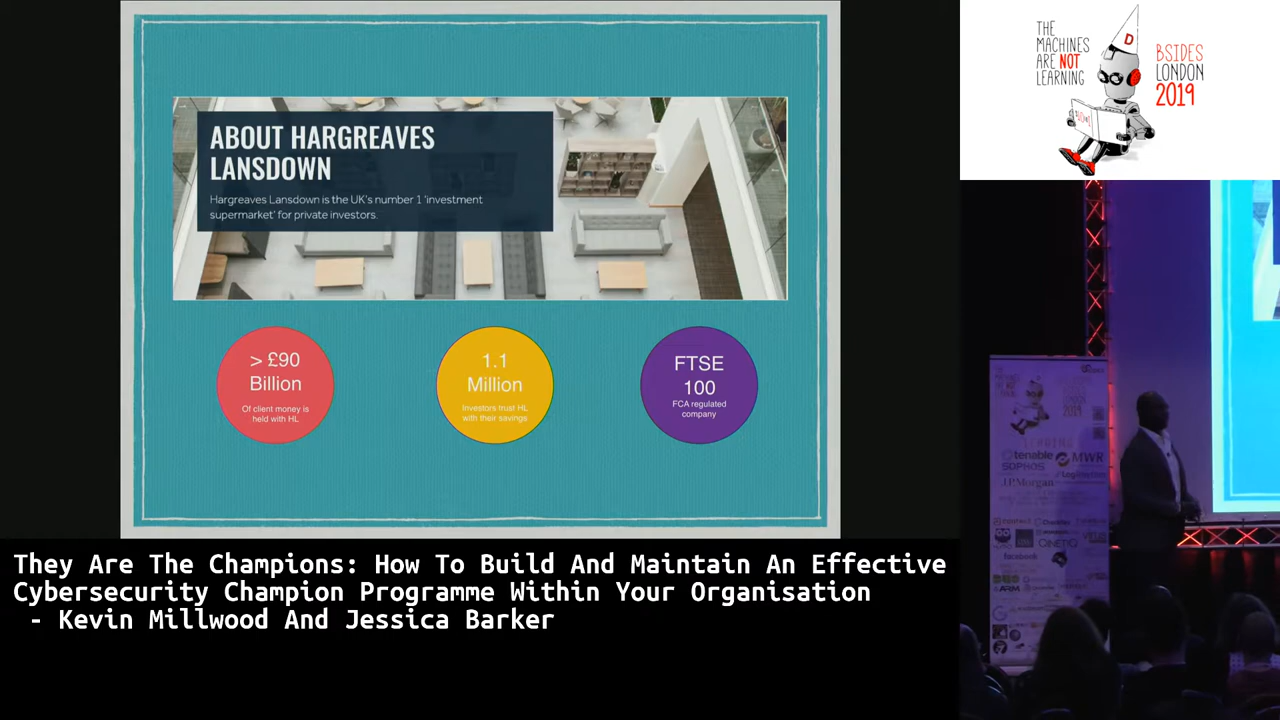 ABOUT HARGREAVES
LANSDOWN
Hargreaves Lansdown is the UK's number 1 'investment
supermarket' for private investors.
> £90
Billion
Of client money is
held with HL
1.1
Million
Investors trust HL
with their savings
FTSE
100
FCA regulated
company
THE
MACHINES
ARE NOT
LEARNING
D
BSIDES
LONDON
2019
tenable
SOPHOS
MWR
J.P.Morgan
QINETIQ
facebook
ARM
They Are The Champions: How To Build And Maintain An Effective
Cybersecurity Champion Programme Within Your Organisation
- Kevin Millwood And Jessica Barker